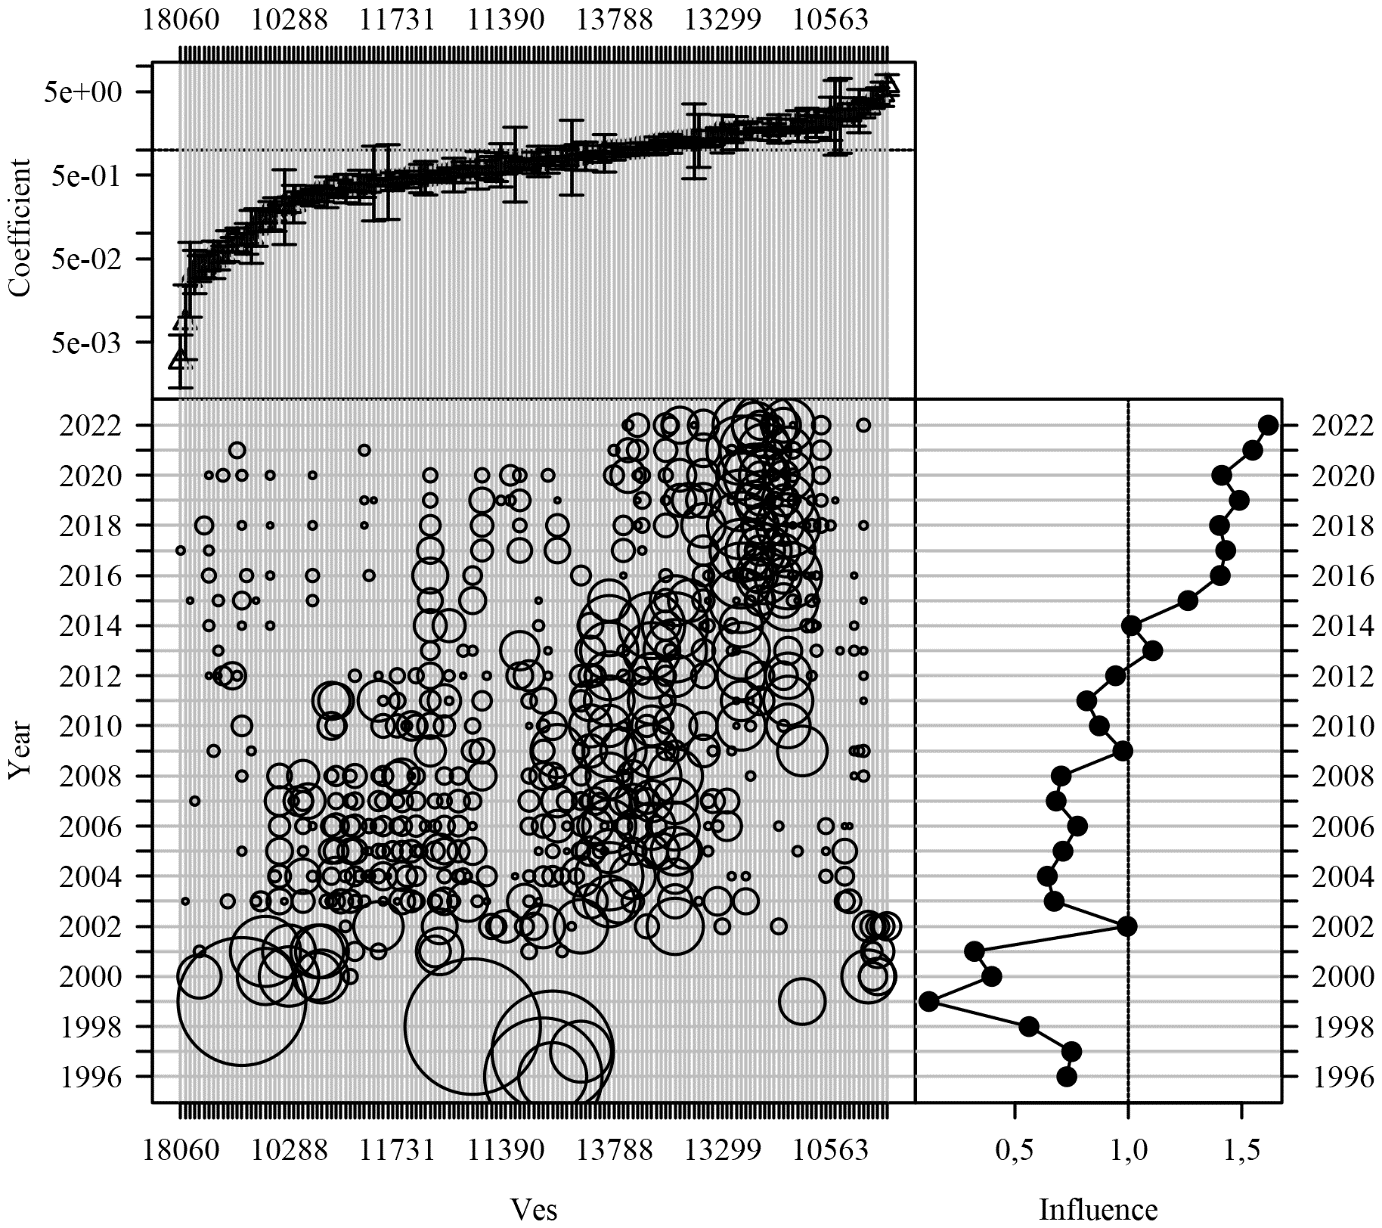 18060 10288 11731 11390 13788 13299 10563
5e+00
5e-01
5e-02
5e-03
Coefficient
2022 2022
2020 2020
2018 2018
2016 2016
2014 2014
2012 2012
2010 2010
2008 2008
2006 2006
2004 2004
2002 2002
2000 2000
1998 1998
1996 1996
Year
18060 10288 11731 11390 13788 13299 10563 0,5 1,0 1,5
Ves Influence